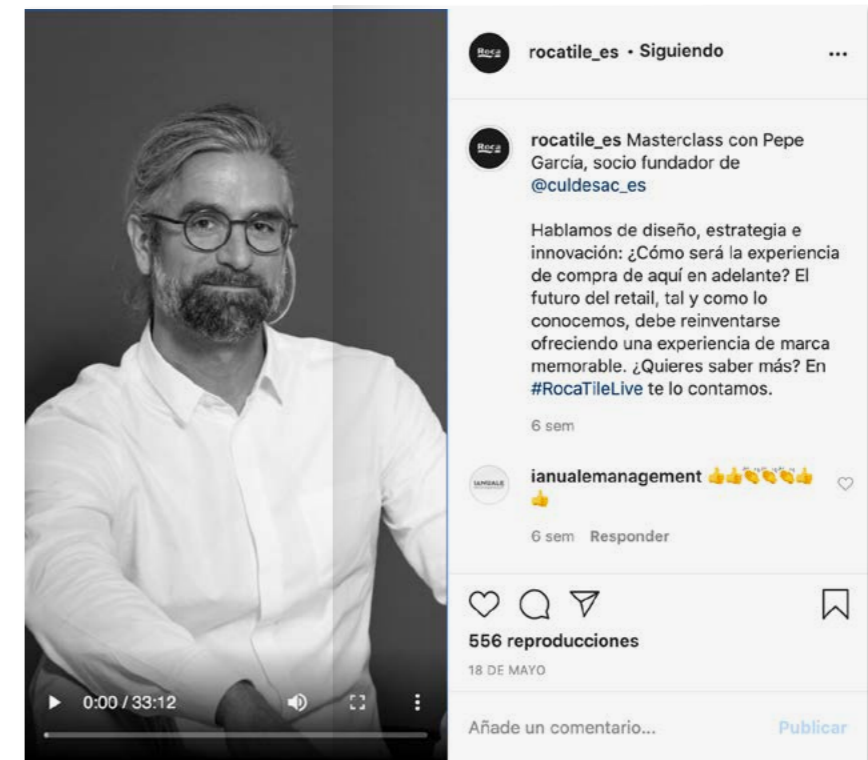 Roca
rocatile_es • Siguiendo
Roca
rocatile_es Masterclass con Pepe
García, socio fundador de
@culdesac_es
Hablamos de diseño, estrategia e
innovación: ¿Cómo será la experiencia
de compra de aquí en adelante? El
futuro del retail, tal y como lo
conocemos, debe reinventarse
ofreciendo una experiencia de marca
memorable. ¿Quieres saber más? En
#RocaTileLive te lo contamos.
6 sem
IANUALE
ianualemanagement 👍👍👏👏👏👍
👍
6 sem Responder
556 reproducciones
18 DE MAYO
0:00 / 33:12
Añade un comentario... Publicar